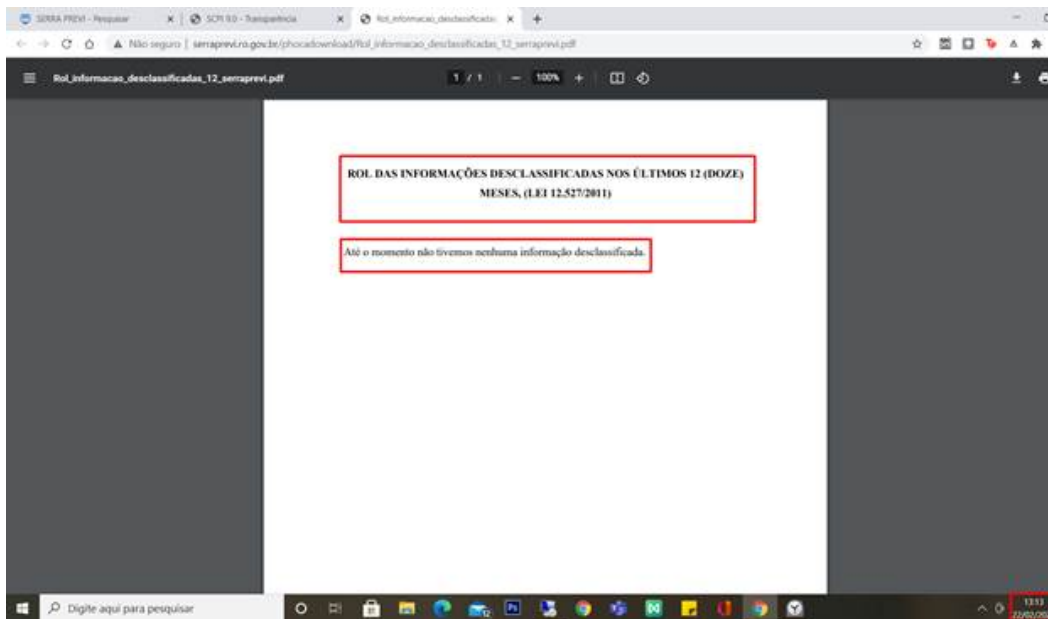 SERRA PREVI - Pesquisar
SCPI 9.0 - Transparência
Rol_informacao_desclassificadas
Não seguro | serraprevi.ro.gov.br/phocadownload/Rol_informacao_desclassificadas_12_serraprevi.pdf
Rol_informacao_desclassificadas_12_serraprevi.pdf
1 / 1
100%
ROL DAS INFORMAÇÕES DESCLASSIFICADAS NOS ÚLTIMOS 12 (DOZE)
MESES, (LEI 12.527/2011)
Até o momento não tivemos nenhuma informação desclassificada.
Digite aqui para pesquisar
13:13